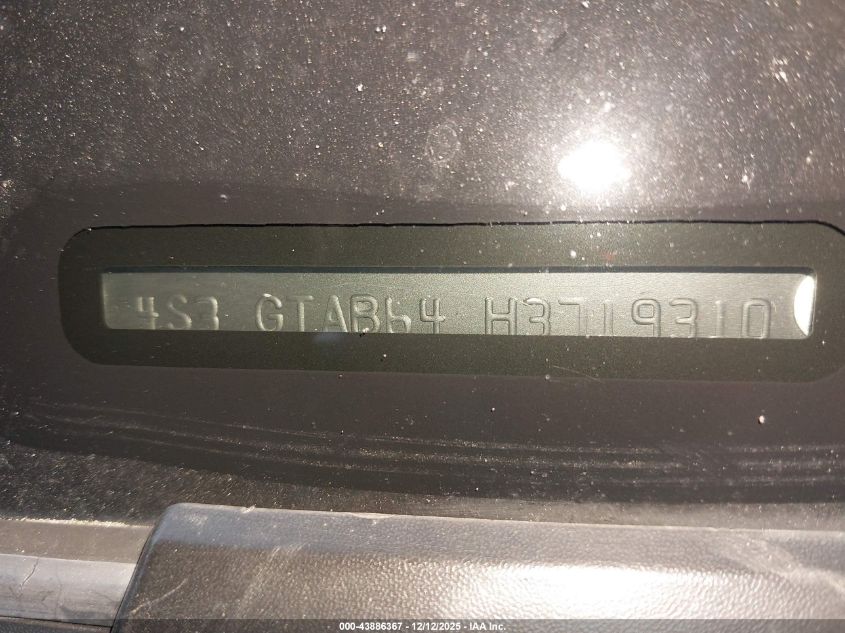 4S3 GTAB64 H3719310
000-43886367 - 12/12/2025 - IAA Inc.